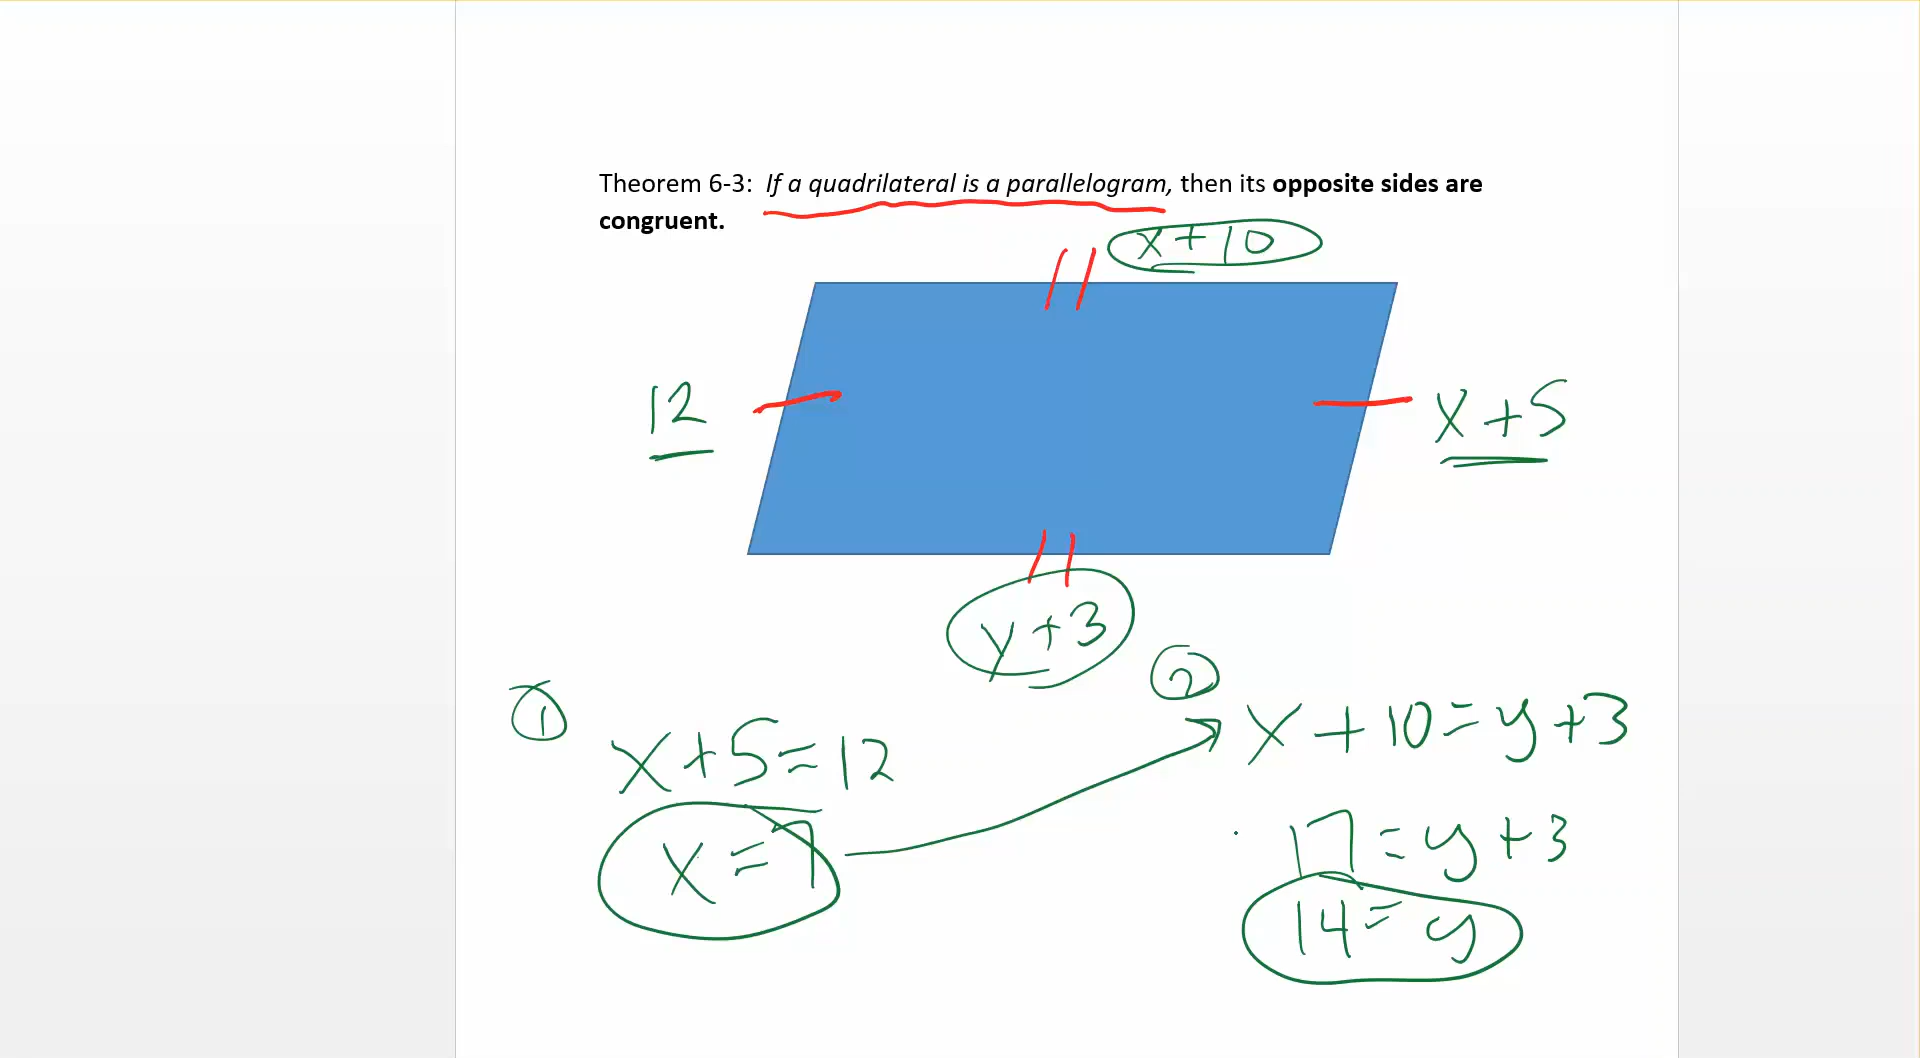 Theorem 6-3: If a quadrilateral is a parallelogram, then its opposite sides are
congruent.
x+10
12
x+5
y+3
1
x+5=12
x=7
2
x+10=y+3
17=y+3
14=y